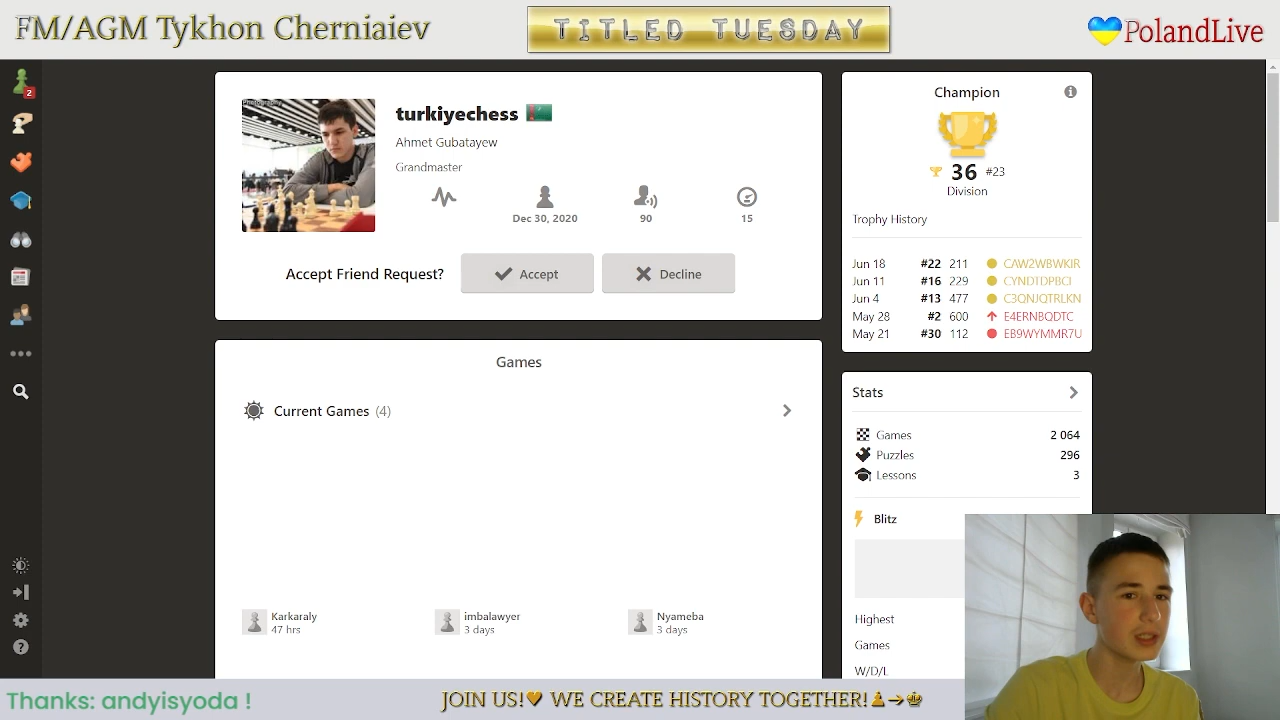 FM/AGM Tykhon Cherniaiev
TITLED TUESDAY
PolandLive
2
turkiyechess
Ahmet Gubatayew
Grandmaster
Dec 30, 2020
90
15
Accept Friend Request?
Accept
Decline
Games
Current Games (4)
Karkaraly
47 hrs
imbalawyer
3 days
Nyameba
3 days
Champion
36 #23
Division
Trophy History
Jun 18 #22 211 CAW2WBWKIR
Jun 11 #16 229 CYNDTDPBCI
Jun 4 #13 477 C3QNJQTRLKN
May 28 #2 600 E4ERNBQDTC
May 21 #30 112 EB9WYMMR7U
Stats
Games 2 064
Puzzles 296
Lessons 3
Blitz
Highest
Games
W/D/L
Thanks: andyisyoda !
JOIN US!🧡 WE CREATE HISTORY TOGETHER!♟➔♚